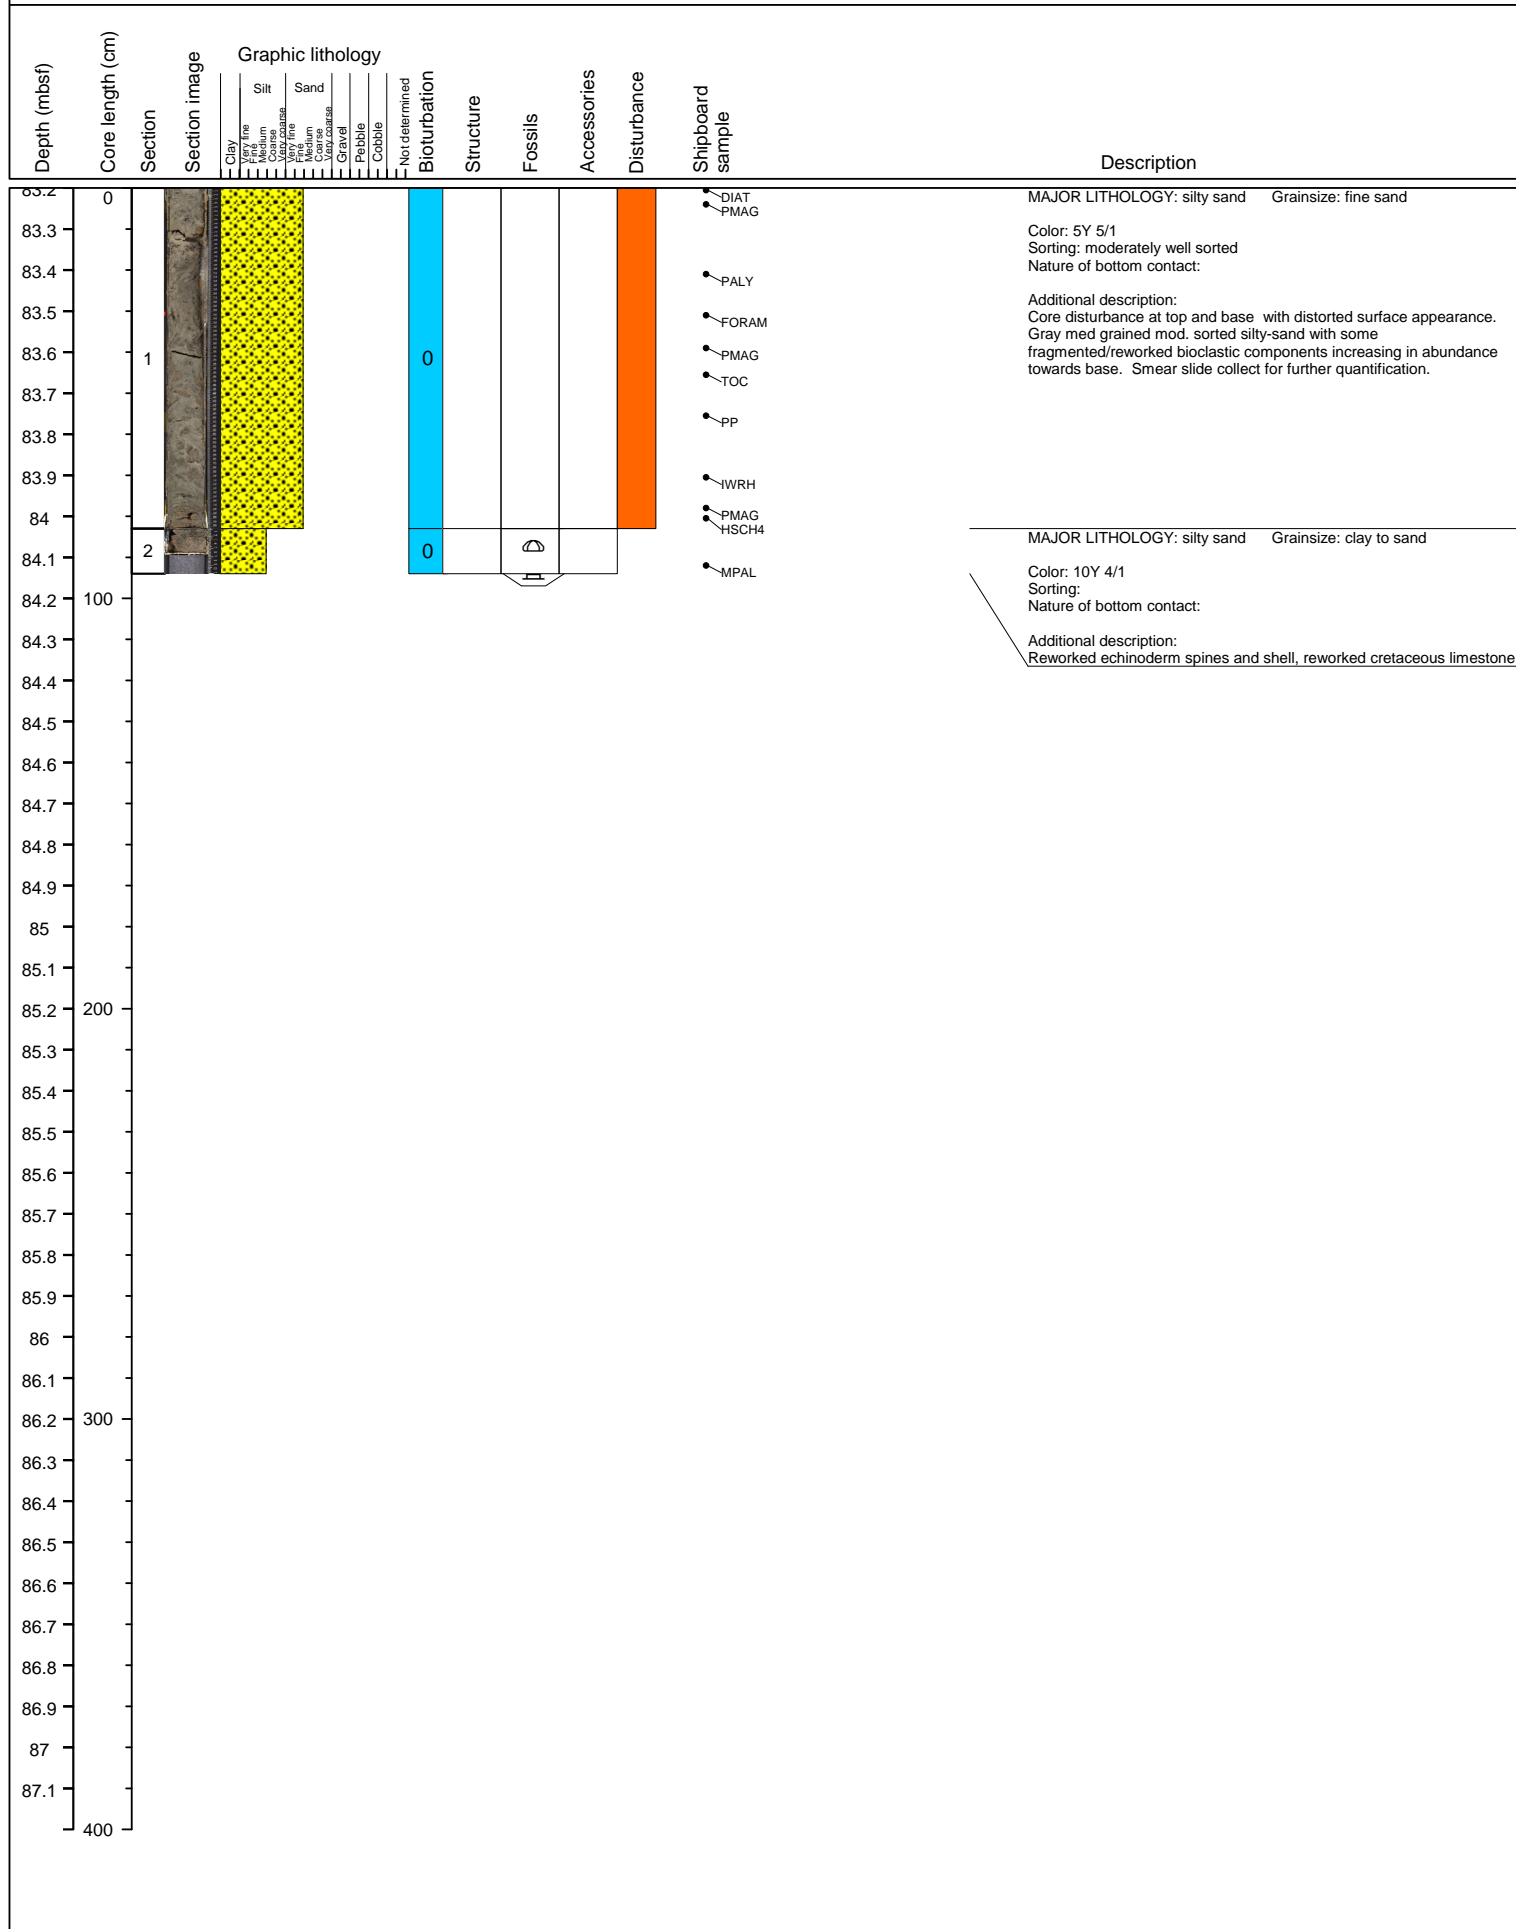 Depth (mbsf)
Core length (cm)
Section
Section image
Graphic lithology
Clay
Silt
Very fine
Fine
Medium
Coarse
Very coarse
Sand
Very fine
Fine
Medium
Coarse
Very coarse
Gravel
Pebble
Cobble
Not determined
Bioturbation
Structure
Fossils
Accessories
Disturbance
Shipboard
sample
Description
83.2
83.3
83.4
83.5
83.6
83.7
83.8
83.9
84
84.1
84.2
84.3
84.4
84.5
84.6
84.7
84.8
84.9
85
85.1
85.2
85.3
85.4
85.5
85.6
85.7
85.8
85.9
86
86.1
86.2
86.3
86.4
86.5
86.6
86.7
86.8
86.9
87
87.1
0
100
200
300
400
1
2
0
0
DIAT
PMAG
PALY
FORAM
PMAG
TOC
PP
IWRH
PMAG
HSCH4
MPAL
MAJOR LITHOLOGY: silty sand Grainsize: fine sand
Color: 5Y 5/1
Sorting: moderately well sorted
Nature of bottom contact:
Additional description:
Core disturbance at top and base with distorted surface appearance.
Gray med grained mod. sorted silty-sand with some
fragmented/reworked bioclastic components increasing in abundance
towards base. Smear slide collect for further quantification.
MAJOR LITHOLOGY: silty sand Grainsize: clay to sand
Color: 10Y 4/1
Sorting:
Nature of bottom contact:
Additional description:
Reworked echinoderm spines and shell, reworked cretaceous limestone